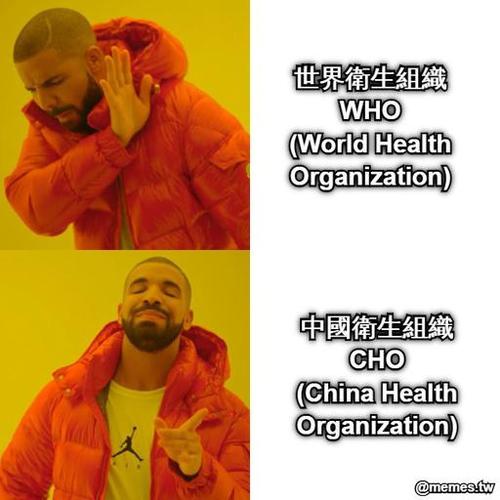 世界衛生組織
WHO
(World Health
Organization)
中國衛生組織
CHO
(China Health
Organization)
@memes.tw